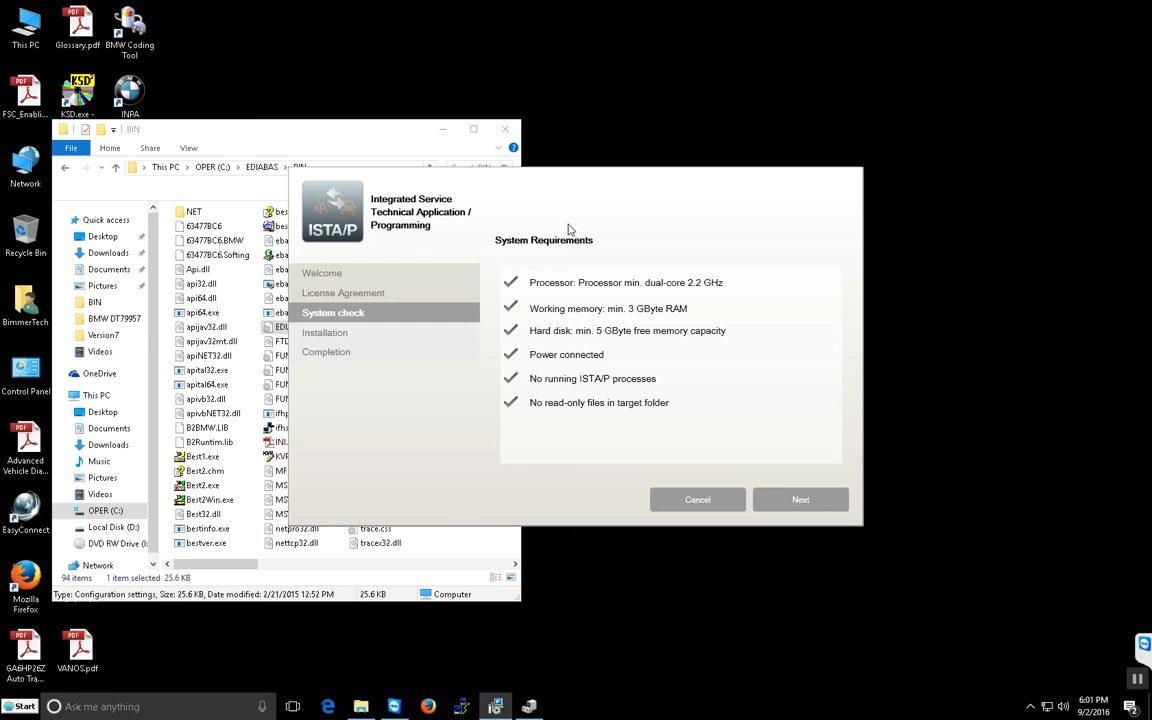 This PC
Glossary.pdf
BMW Coding
Tool
FSC_Enabli...
KSD
KSD.exe -
INPA
Network
Recycle Bin
BimmerTech
Control Panel
Advanced
Vehicle Dia...
EasyConnect
Mozilla
Firefox
GA6HP26Z
Auto Tra...
VANOS.pdf
BIN
File
Home
Share
View
This PC
OPER (C:)
EDIABAS
BIN
Quick access
Desktop
Downloads
Documents
Pictures
BIN
BMW DT79957
Version7
Videos
OneDrive
This PC
Desktop
Documents
Downloads
Music
Pictures
Videos
OPER (C:)
Local Disk (D:)
DVD RW Drive (I:
Network
NET
63477BC6
63477BC6.BMW
63477BC6.Softing
Api.dll
api32.dll
api64.dll
api64.exe
apijav32.dll
apijav32mt.dll
apiNET32.dll
apital32.exe
apital64.exe
apivb32.dll
apivbNET32.dll
B2BMW.LIB
B2Runtim.lib
Best1.exe
Best2.chm
Best2.exe
Best2Win.exe
Best32.dll
bestinfo.exe
bestver.exe
netpro32.dll
nettcp32.dll
trace.css
tracex32.dll
94 items
1 item selected
25.6 KB
Type: Configuration settings, Size: 25.6 KB, Date modified: 2/21/2015 12:52 PM
25.6 KB
Computer
ISTA/P
Integrated Service
Technical Application /
Programming
System Requirements
Welcome
License Agreement
System check
Installation
Completion
Processor: Processor min. dual-core 2.2 GHz
Working memory: min. 3 GByte RAM
Hard disk: min. 5 GByte free memory capacity
Power connected
No running ISTA/P processes
No read-only files in target folder
Cancel
Next
Start
Ask me anything
6:01 PM
9/2/2016
2